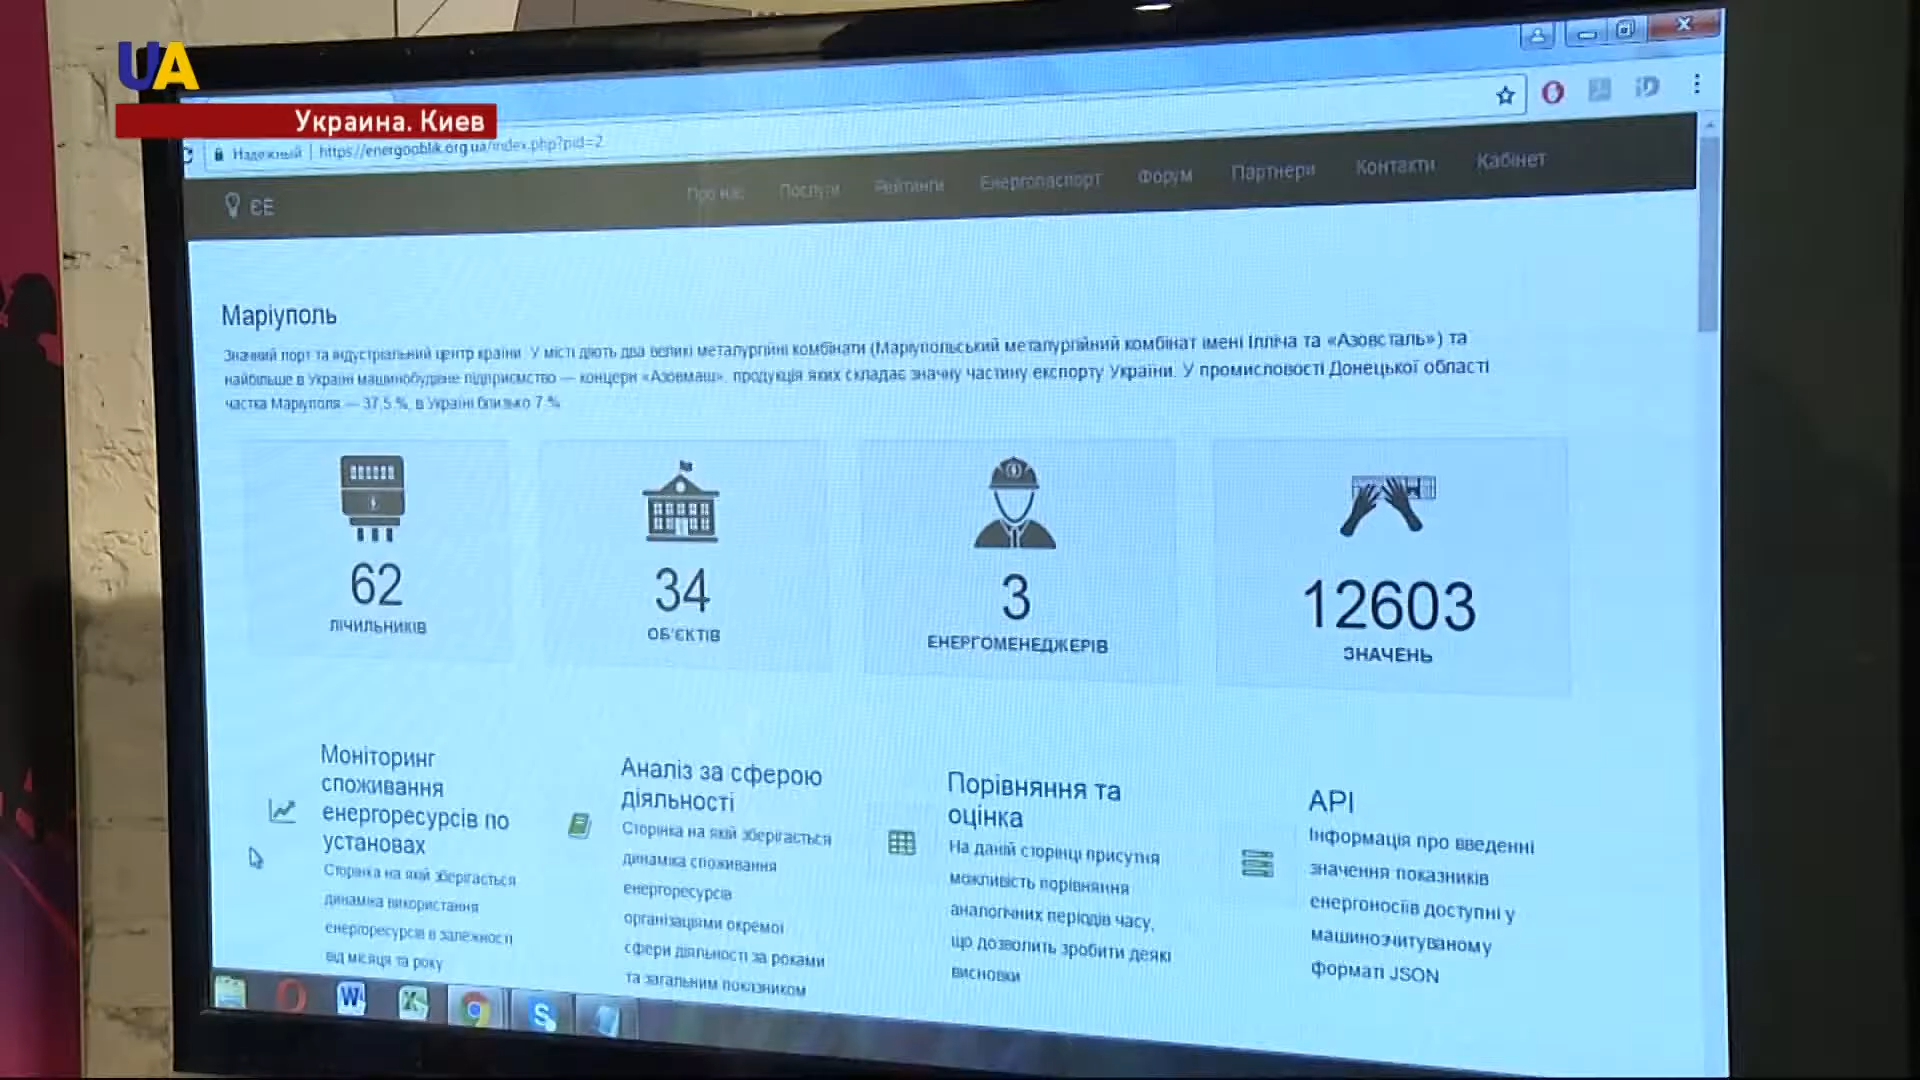 UA
Украина. Киев
Надежный | https://energooblik.org.ua/index.php?pid=2
ЄЕ
Про нас Послуги Рейтинги Енергопаспорт Форум Партнери Контакти Кабінет
Маріуполь
Значний порт та індустріальний центр країни. У місті діють два великі металургійні комбінати (Маріупольський металургійний комбінат імені Ілліча та «Азовсталь») та
найбільше в Україні машинобудівне підприємство — концерн «Азовмаш», продукція яких складає значну частину експорту України. У промисловості Донецької області
частка Маріуполя — 37,5 %, в Україні близько 7 %
62
ЛІЧИЛЬНИКІВ
34
ОБ'ЄКТІВ
3
ЕНЕРГОМЕНЕДЖЕРІВ
12603
ЗНАЧЕНЬ
Моніторинг
споживання
енергоресурсів по
установах
Сторінка на якій зберігається
динаміка використання
енергоресурсів в залежності
від місяця та року
Аналіз за сферою
діяльності
Сторінка на якій зберігається
динаміка споживання
енергоресурсів
організаціями окремої
сфери діяльності за роками
та загальним показником
Порівняння та
оцінка
На даній сторінці присутня
можливість порівняння
аналогічних періодів часу,
що дозволить зробити деякі
висновки
API
Інформація про введенні
значення показників
енергоносіїв доступні у
машинозчитуваному
форматі JSON